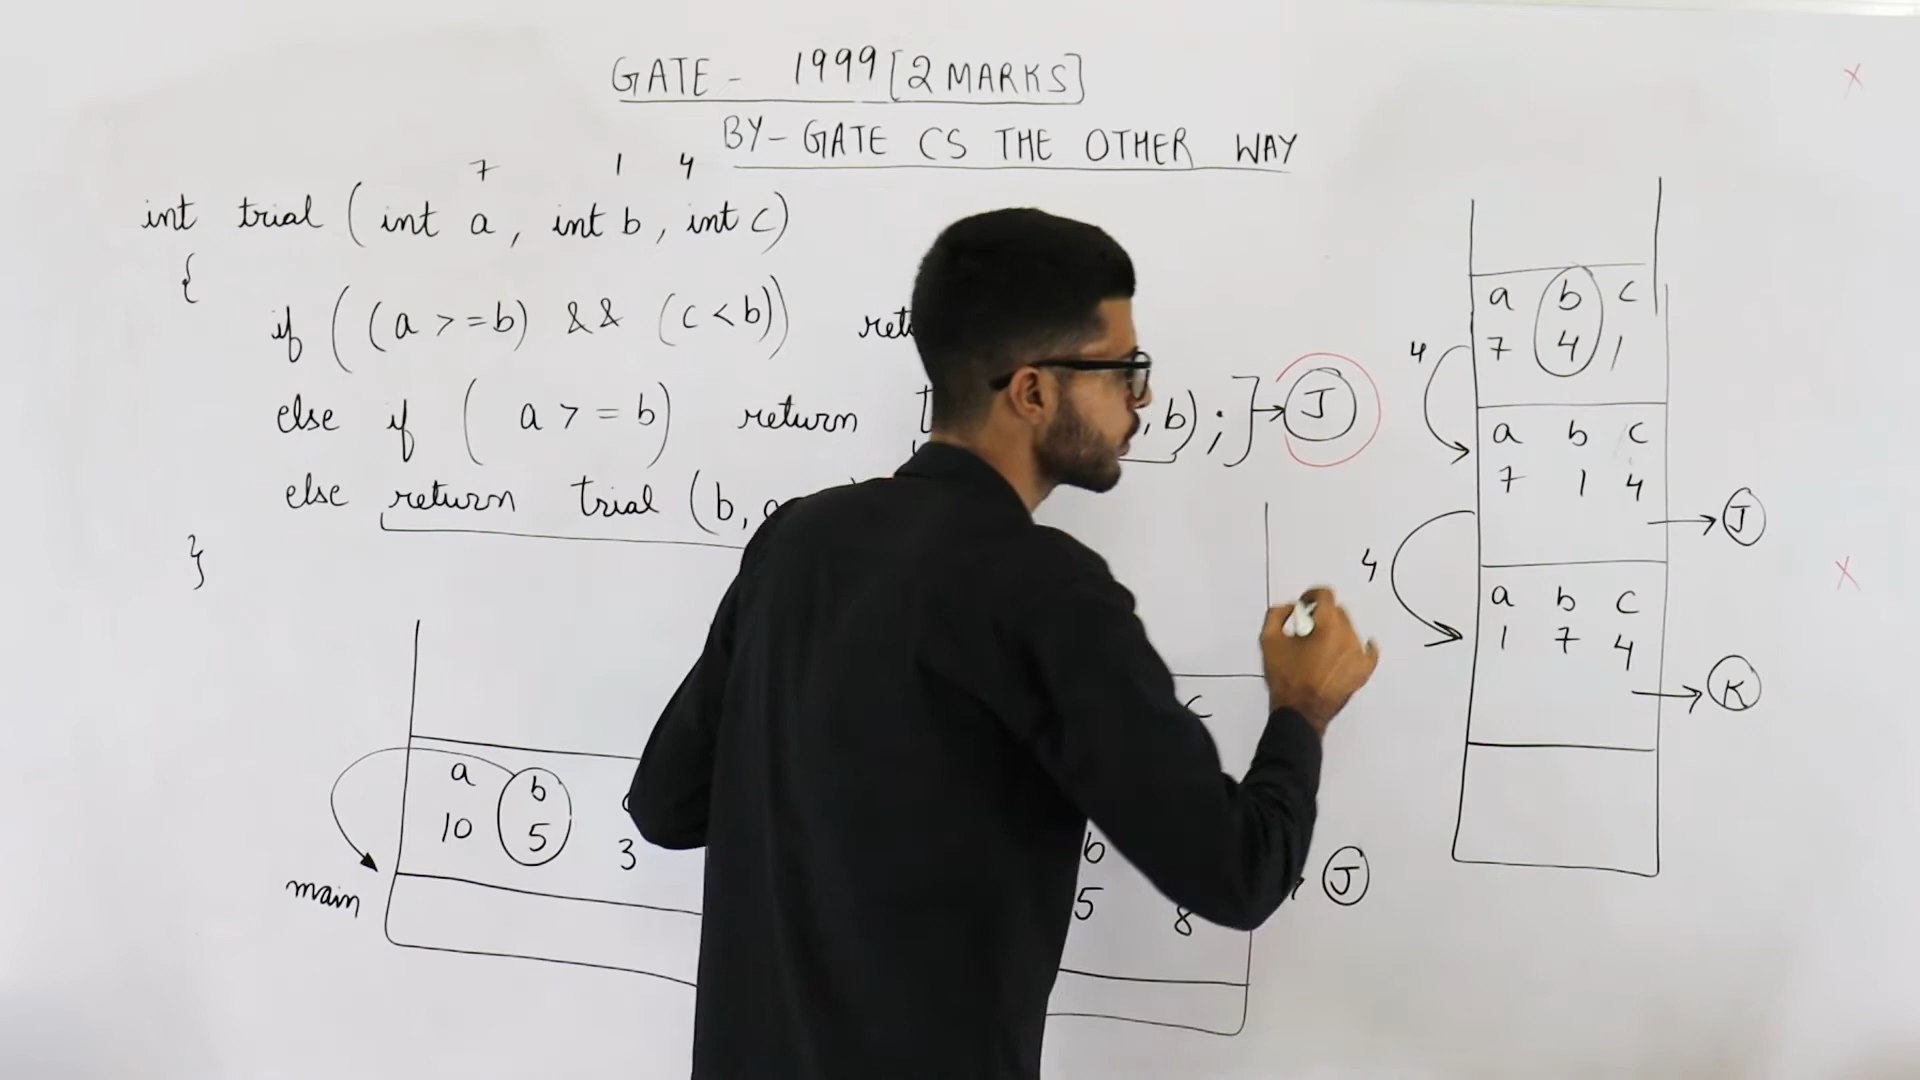 GATE - 1999 [2 MARKS]
BY - GATE CS THE OTHER WAY
7 1 4
int trial (int a, int b, int c)
{
if ((a >= b) && (c < b))
else if (a >= b) return , b);] → J
else return trial (b,
}
a b
10 5 3
main
c
b
5 8
J
a b c
7 4 1
4
a b c
7 1 4
→ J
4
a b c
1 7 4
→ K